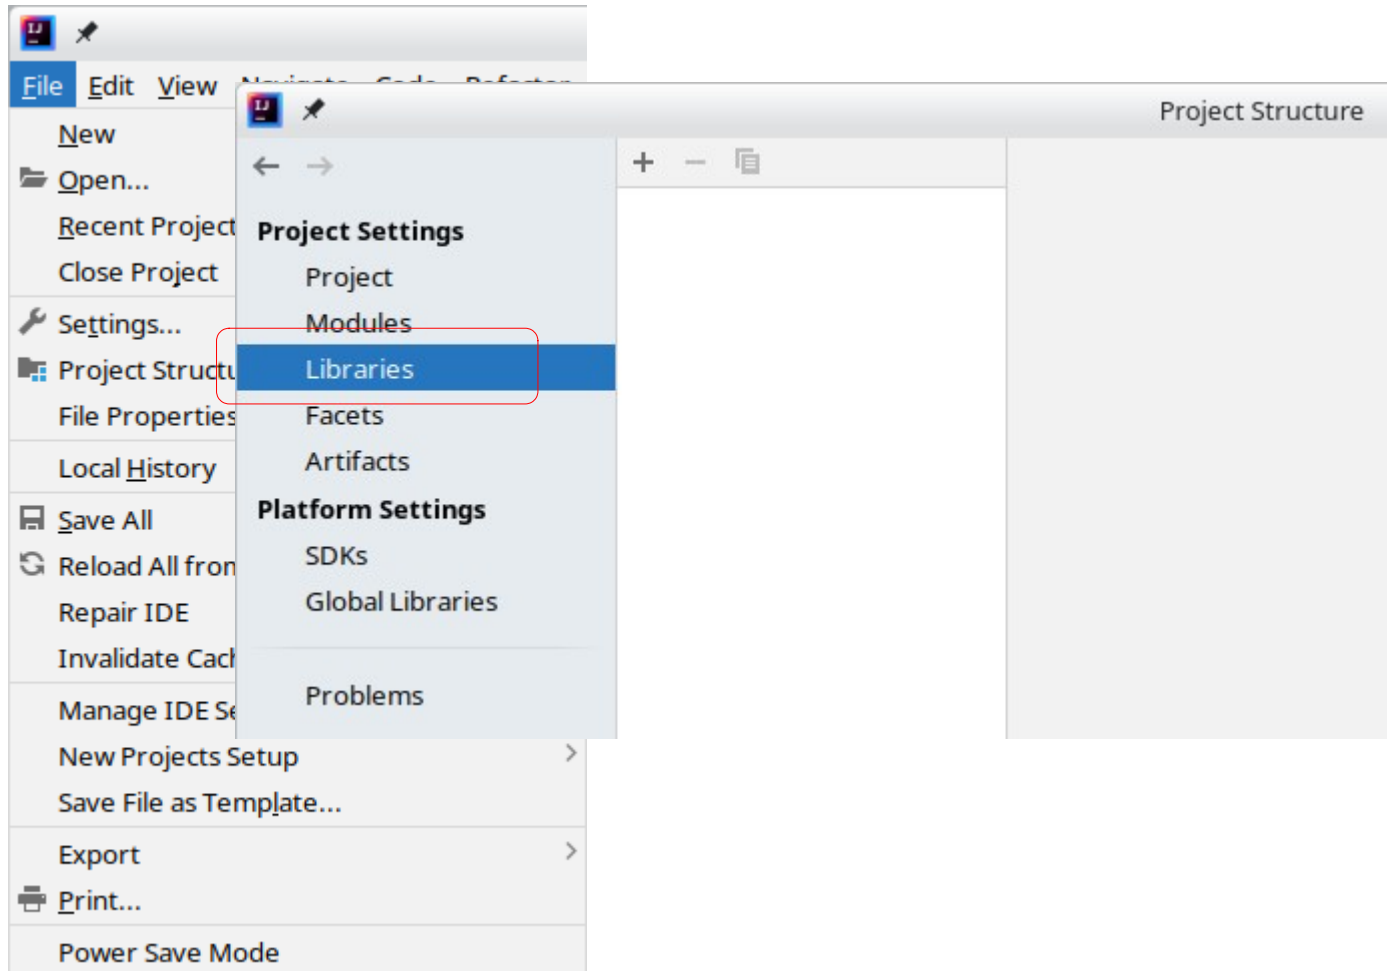 File Edit View
New
Open...
Recent Project
Close Project
Settings...
Project Structu
File Properties
Local History
Save All
Reload All from
Repair IDE
Invalidate Cach
Manage IDE Se
New Projects Setup
Save File as Template...
Export
Print...
Power Save Mode
Project Structure
Project Settings
Project
Modules
Libraries
Facets
Artifacts
Platform Settings
SDKs
Global Libraries
Problems